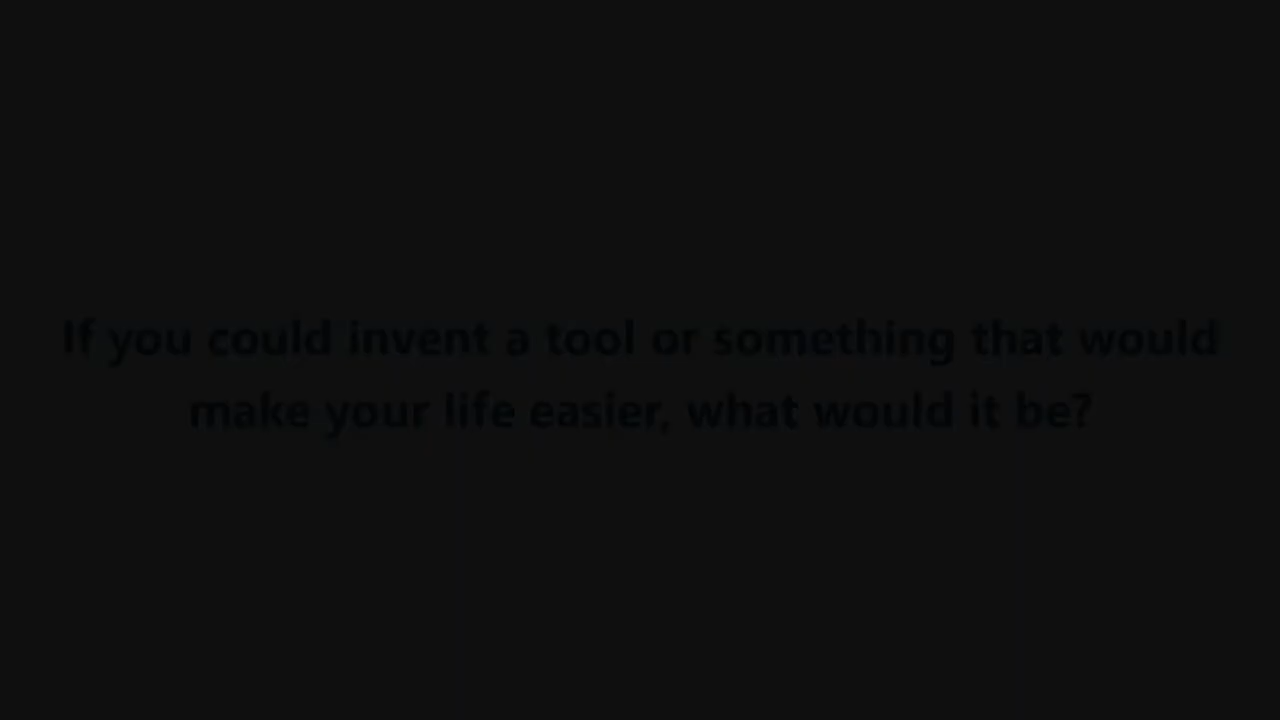 If you could invent a tool or something that would
make your life easier, what would it be?